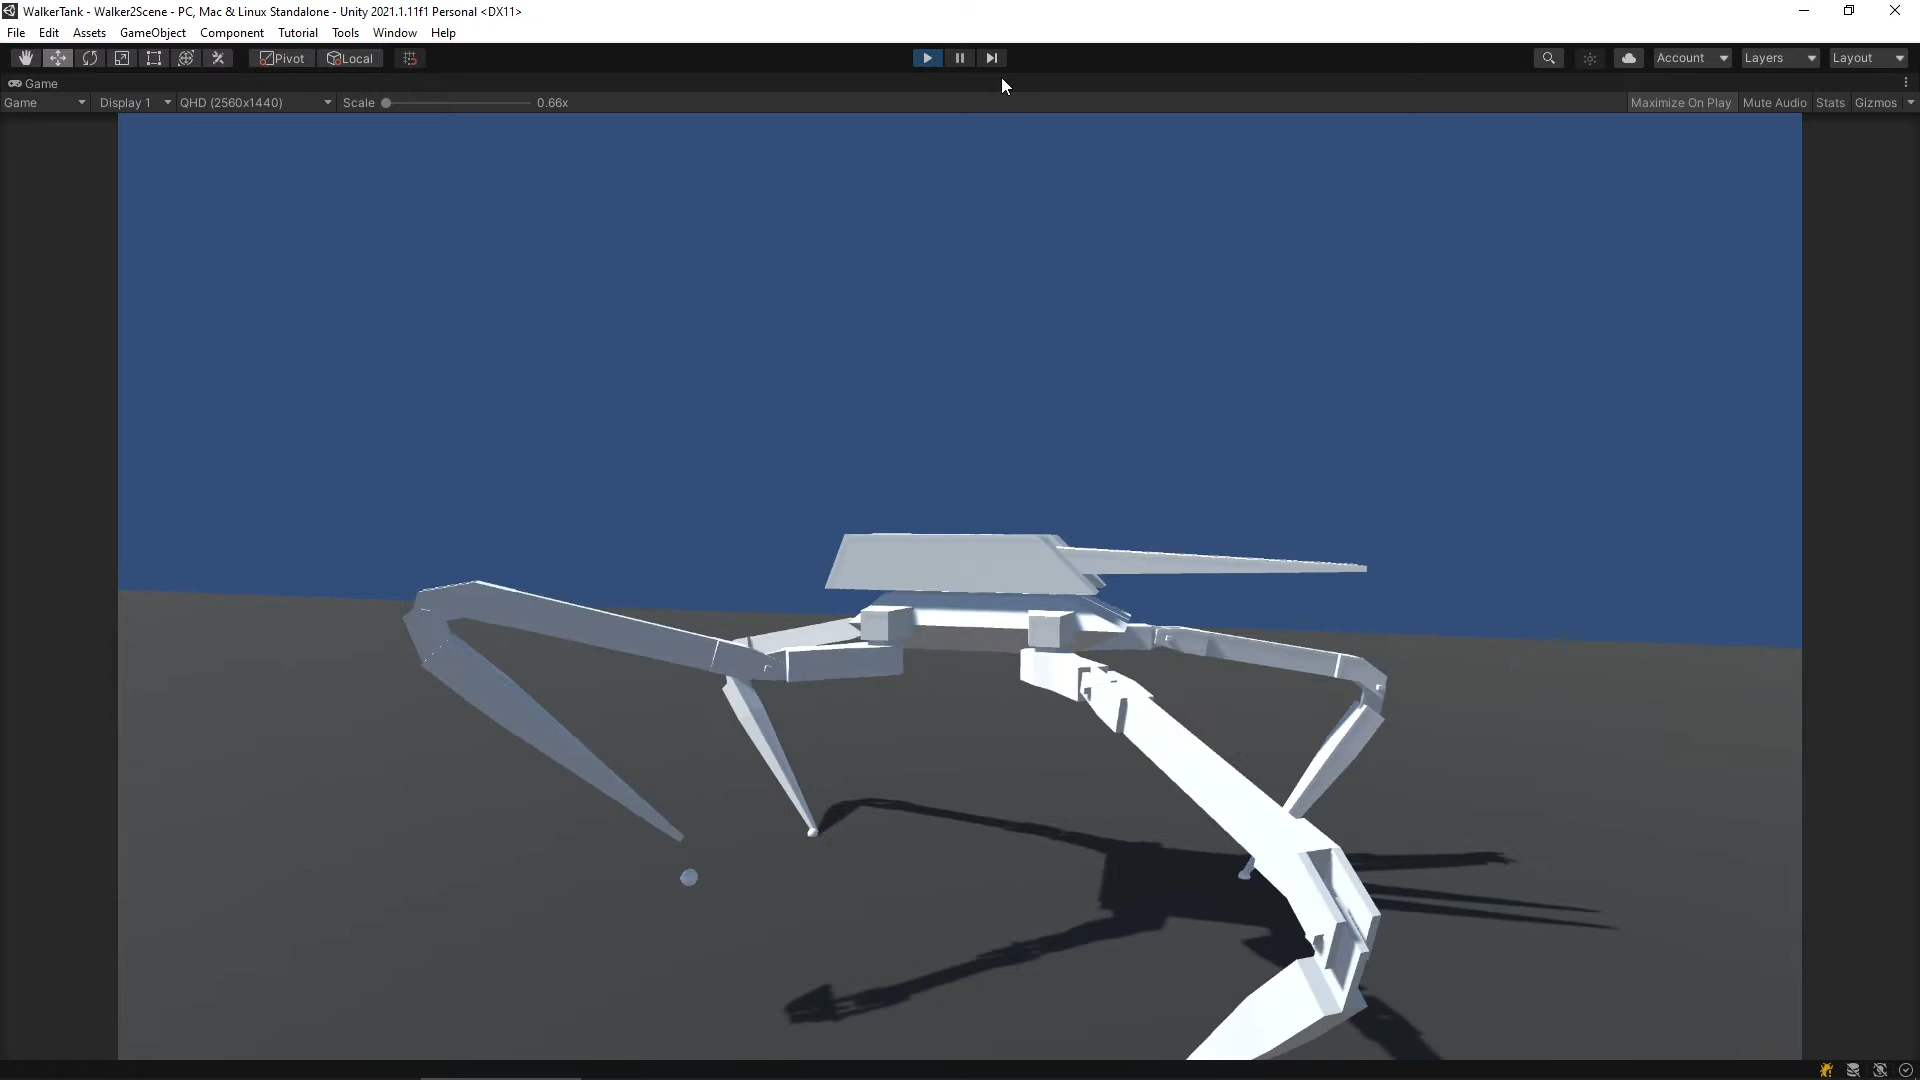 WalkerTank - Walker2Scene - PC, Mac & Linux Standalone - Unity 2021.1.11f1 Personal <DX11>
File Edit Assets GameObject Component Tutorial Tools Window Help
Pivot Local Account Layers Layout
Game
Game Display 1 QHD (2560x1440) Scale 0.66x Maximize On Play Mute Audio Stats Gizmos